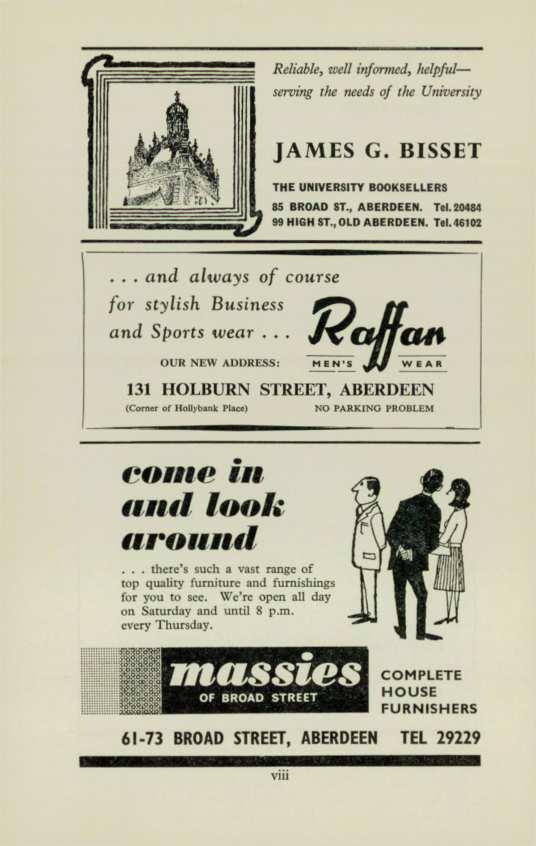 Reliable, well informed, helpful—
serving the needs of the University
JAMES G. BISSET
THE UNIVERSITY BOOKSELLERS
85 BROAD ST., ABERDEEN. Tel. 20484
99 HIGH ST., OLD ABERDEEN. Tel. 46102
. . . and always of course
for stylish Business
and Sports wear . . .
Raffan
MEN'S WEAR
OUR NEW ADDRESS:
131 HOLBURN STREET, ABERDEEN
(Corner of Hollybank Place) NO PARKING PROBLEM
come in
and look
around
. . . there's such a vast range of
top quality furniture and furnishings
for you to see. We're open all day
on Saturday and until 8 p.m.
every Thursday.
massies
OF BROAD STREET
COMPLETE
HOUSE
FURNISHERS
61-73 BROAD STREET, ABERDEEN TEL 29229
viii